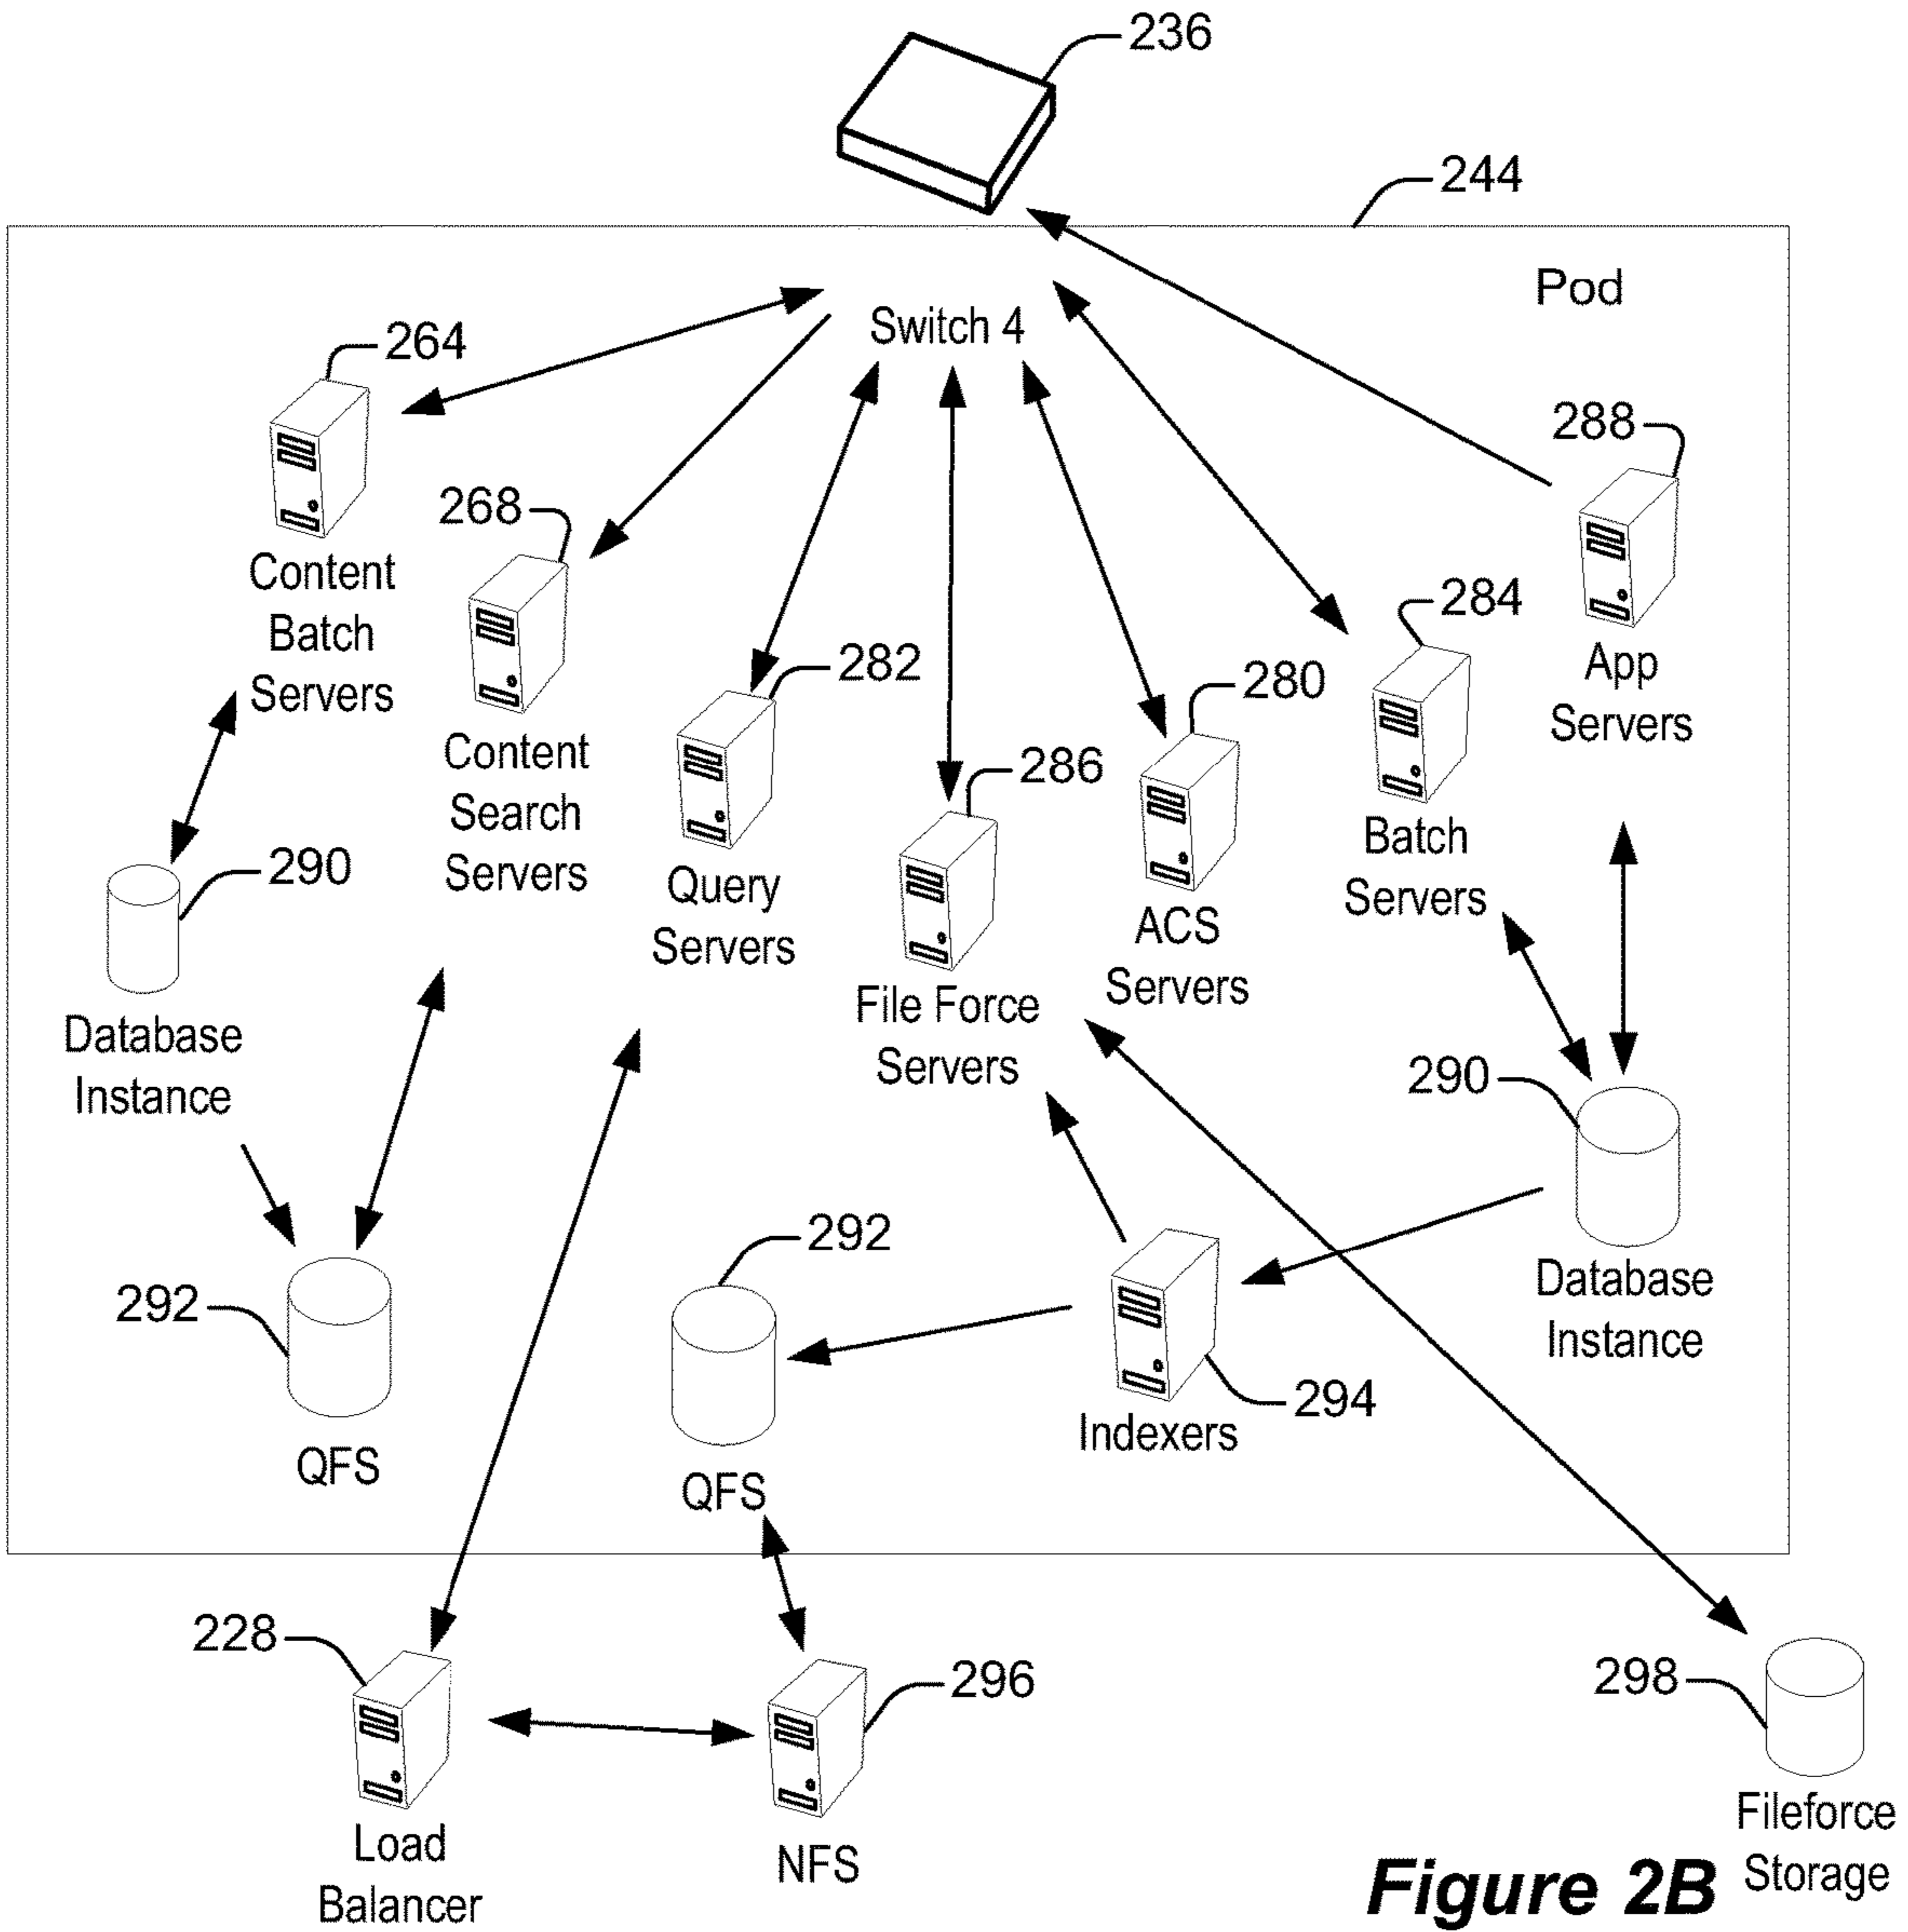 236
244
Pod
Switch 4
264
288
268
Content
Batch
Servers
284
App
Servers
282
280
Content
Search
Servers
286
Batch
Servers
290
Query
Servers
ACS
Servers
File Force
Servers
Database
Instance
290
292
Database
Instance
292
294
Indexers
QFS
QFS
228
296
298
Fileforce
Storage
Load
Balancer
NFS
Figure 2B